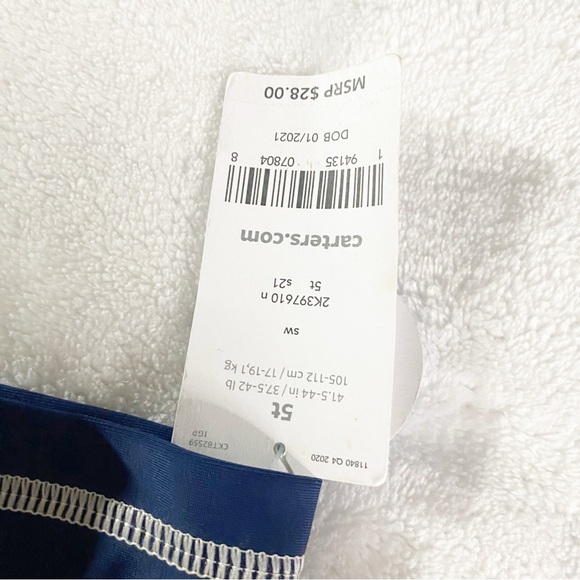 11840 Q4 2020
CKT82559
1GP
5t
41.5-44 in / 37.5-42 lb
105-112 cm / 17-19,1 kg
sw
2K397610 n
5t s21
carters.com
1 94135 07804 8
DOB 01/2021
MSRP $28.00